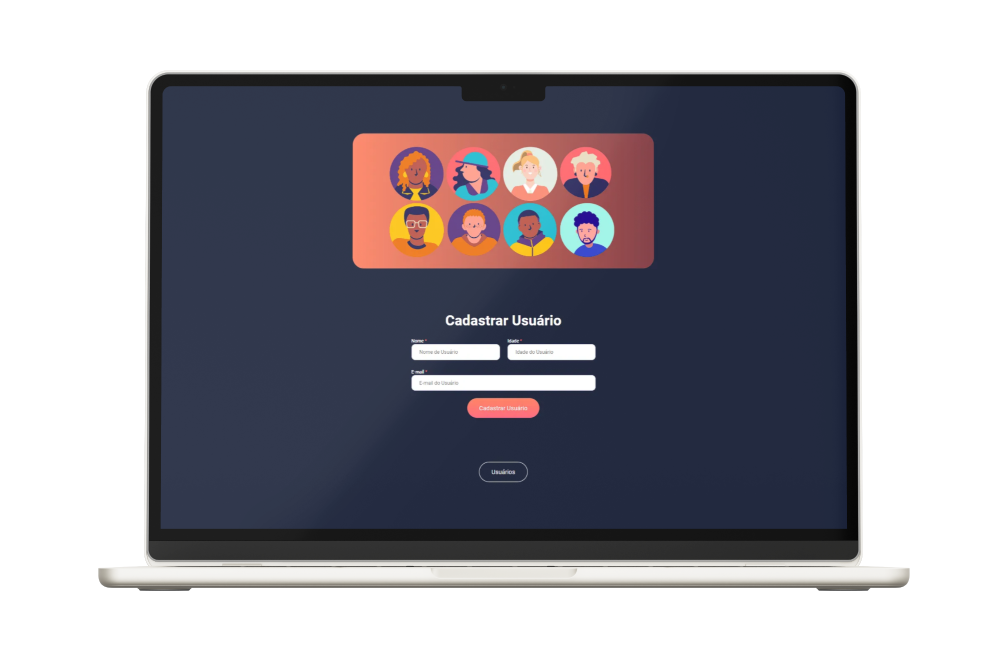 Cadastrar Usuário
Nome * Idade *
Nome de Usuário Idade do Usuário
E-mail *
E-mail do Usuário
Cadastrar Usuário
Usuários